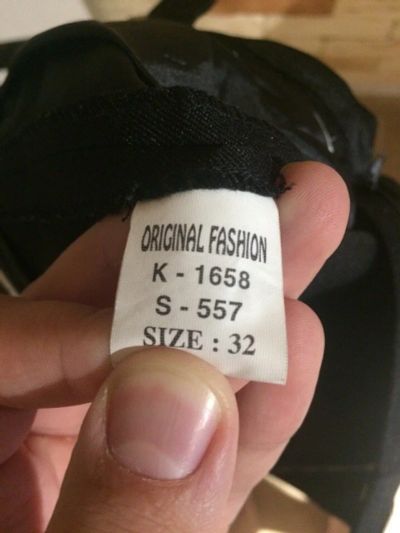 ORIGINAL FASHION
K - 1658
S - 557
SIZE : 32